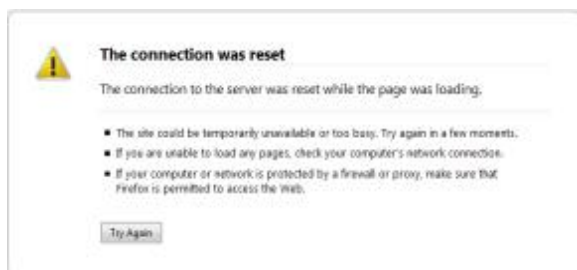 The connection was reset
The connection to the server was reset while the page was loading.
The site could be temporarily unavailable or too busy. Try again in a few moments.
If you are unable to load any pages, check your computer's network connection.
If your computer or network is protected by a firewall or proxy, make sure that
Firefox is permitted to access the Web.
Try Again